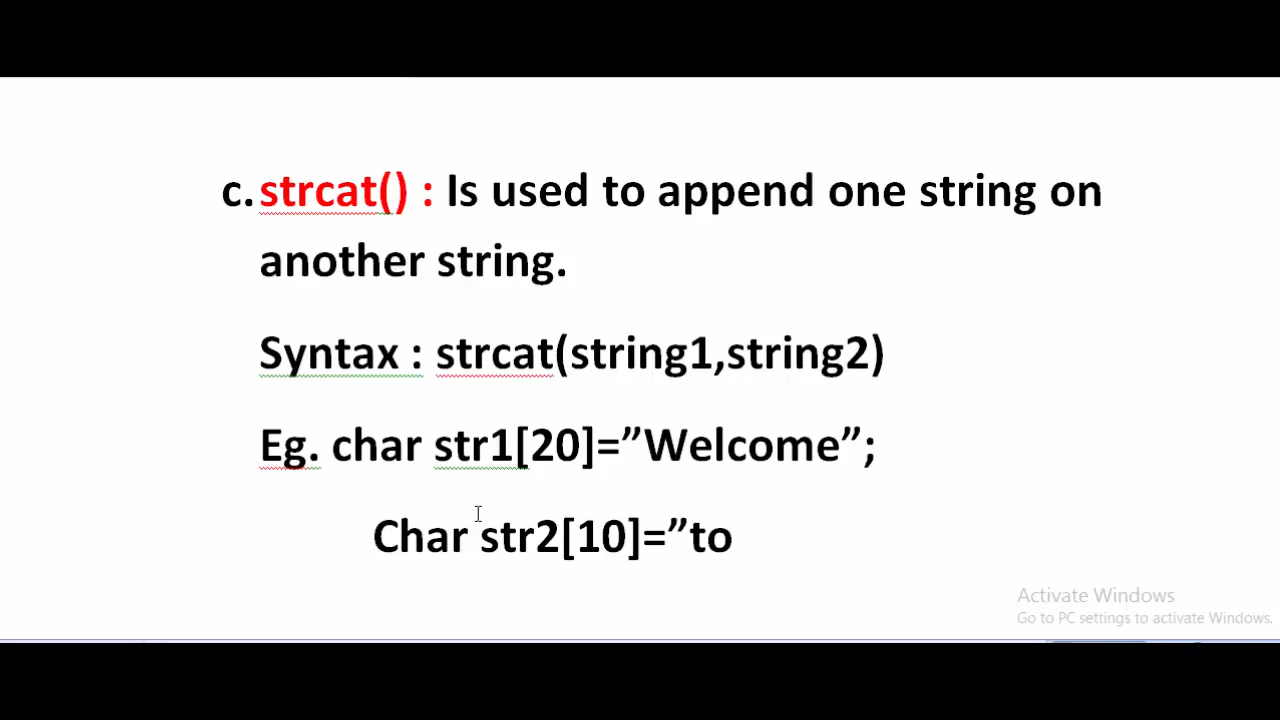 c. strcat() : Is used to append one string on
another string.
Syntax : strcat(string1,string2)
Eg. char str1[20]=”Welcome”;
Char str2[10]=”to
Activate Windows
Go to PC settings to activate Windows.